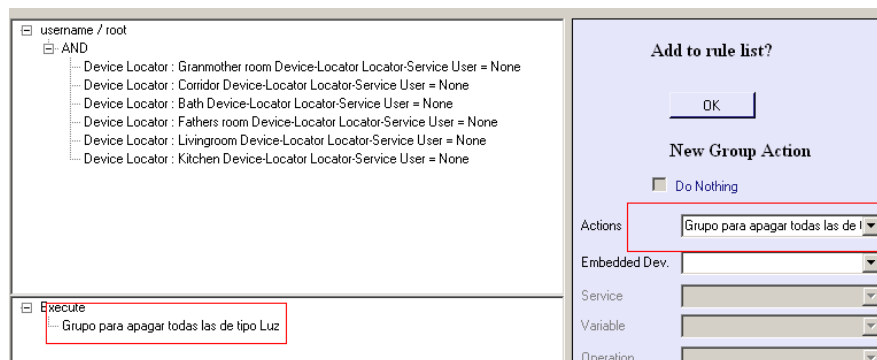 username / root
AND
Device Locator : Granmother room Device-Locator Locator-Service User = None
Device Locator : Corridor Device-Locator Locator-Service User = None
Device Locator : Bath Device-Locator Locator-Service User = None
Device Locator : Fathers room Device-Locator Locator-Service User = None
Device Locator : Livingroom Device-Locator Locator-Service User = None
Device Locator : Kitchen Device-Locator Locator-Service User = None
Execute
Grupo para apagar todas las de tipo Luz
Add to rule list?
OK
New Group Action
Do Nothing
Actions
Grupo para apagar todas las de
Embedded Dev.
Service
Variable
Operation